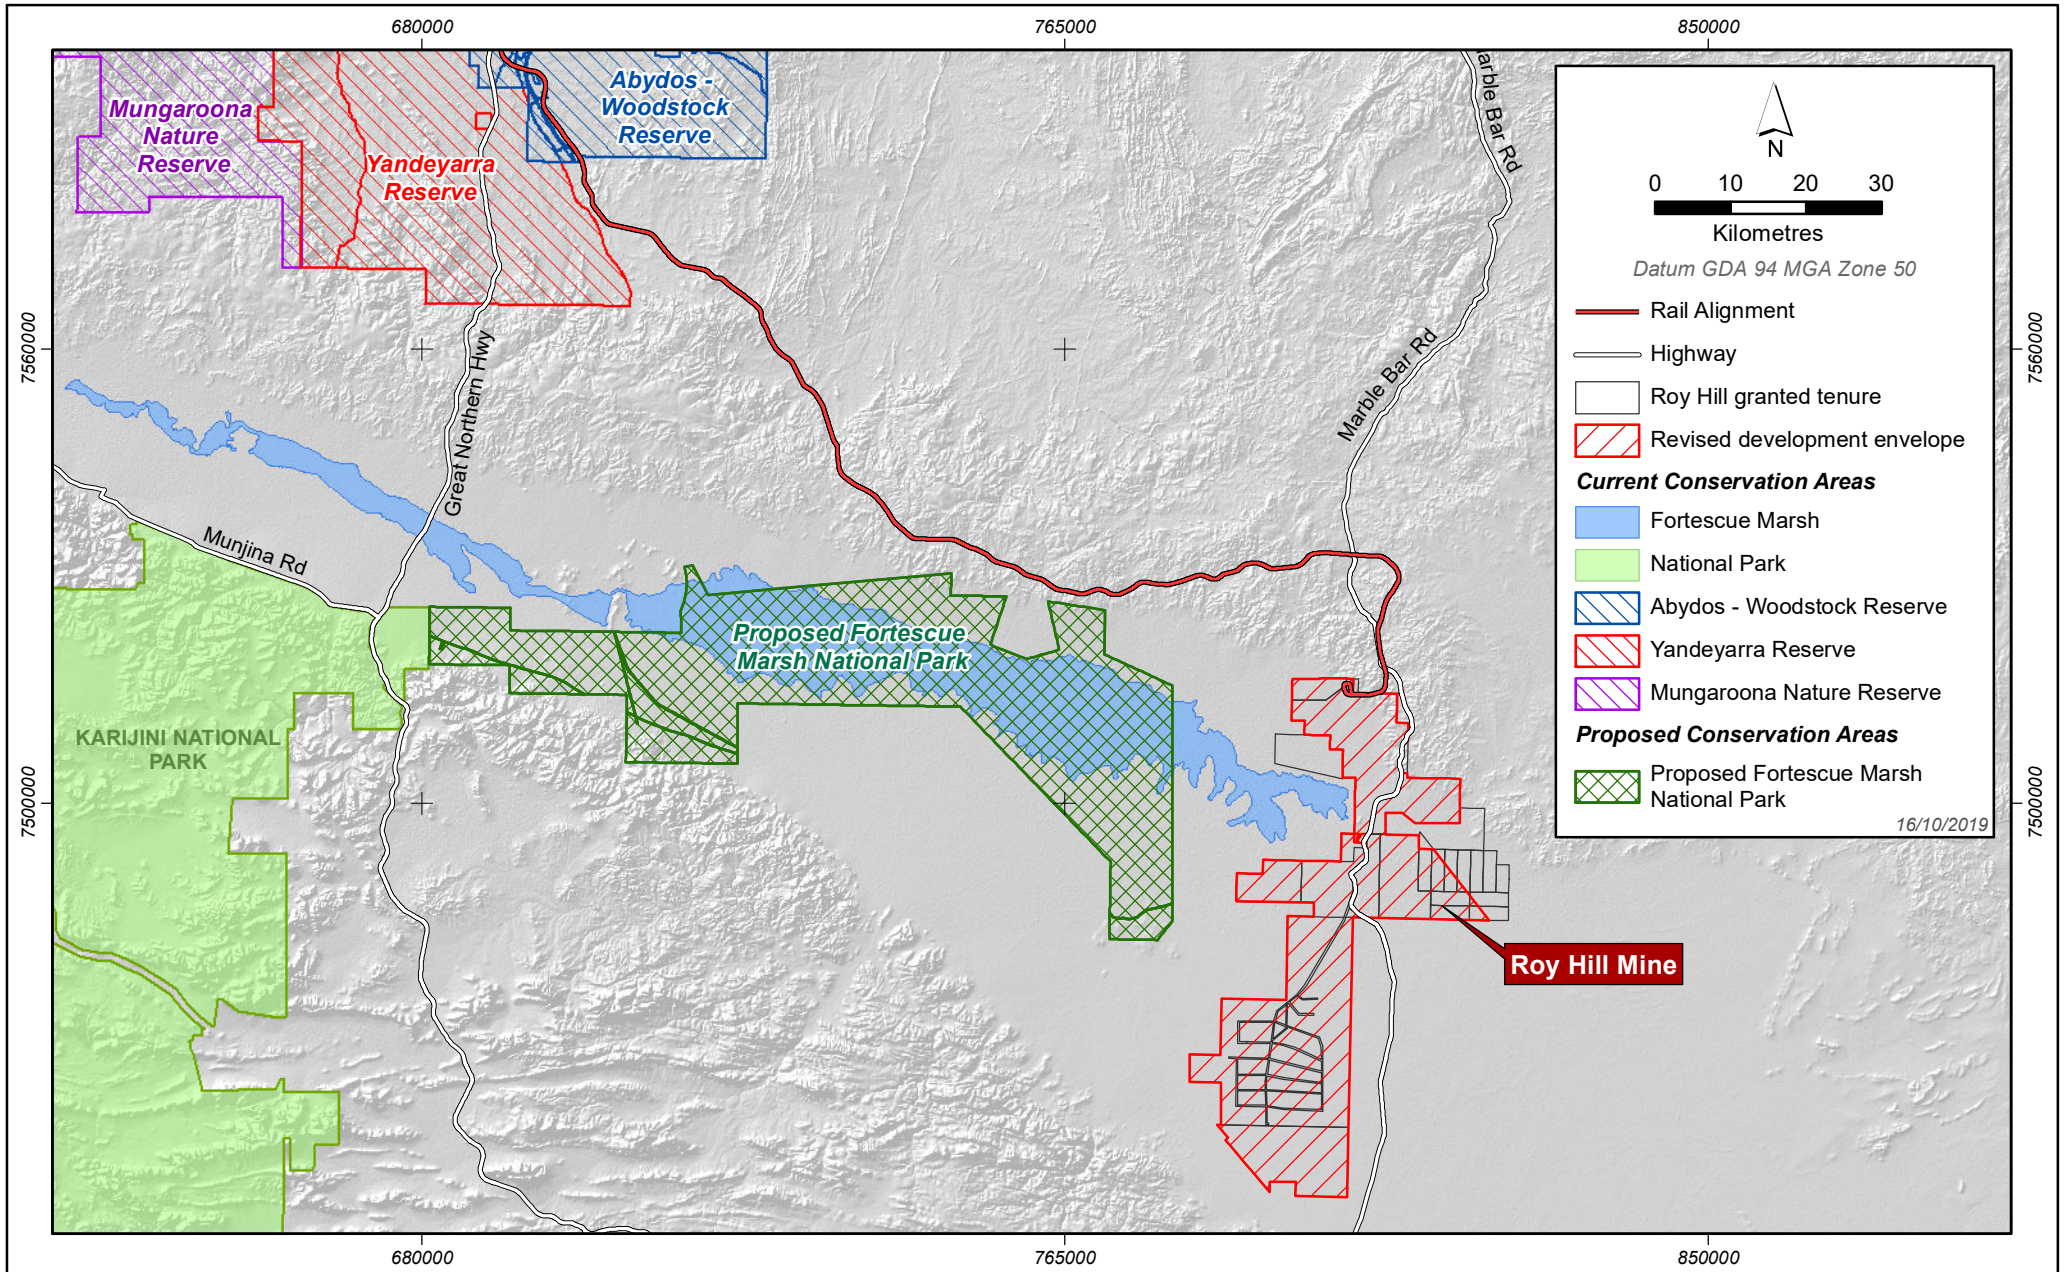 680000
765000
850000
Mungaroona
Nature
Reserve
Yandeyarra
Reserve
Abydos -
Woodstock
Reserve
arble Bar Rd
Marble Bar Rd
Great Northern Hwy
Munjina Rd
7560000
7560000
Proposed Fortescue
Marsh National Park
KARIJINI NATIONAL
PARK
7500000
7500000
Roy Hill Mine
N
0 10 20 30
Kilometres
Datum GDA 94 MGA Zone 50
Rail Alignment
Highway
Roy Hill granted tenure
Revised development envelope
Current Conservation Areas
Fortescue Marsh
National Park
Abydos - Woodstock Reserve
Yandeyarra Reserve
Mungaroona Nature Reserve
Proposed Conservation Areas
Proposed Fortescue Marsh
National Park
16/10/2019
680000
765000
850000